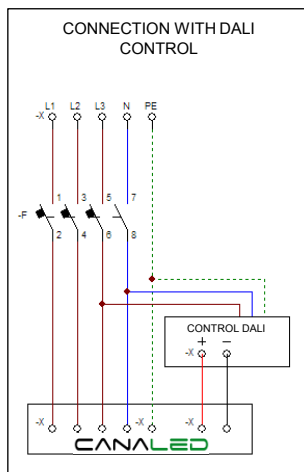 CONNECTION WITH DALI
CONTROL
L1 L2 L3 N PE
-X
1 3 5 7
-F
2 4 6 8
CONTROL DALI
+ −
-X
-X -X -X
CANALED